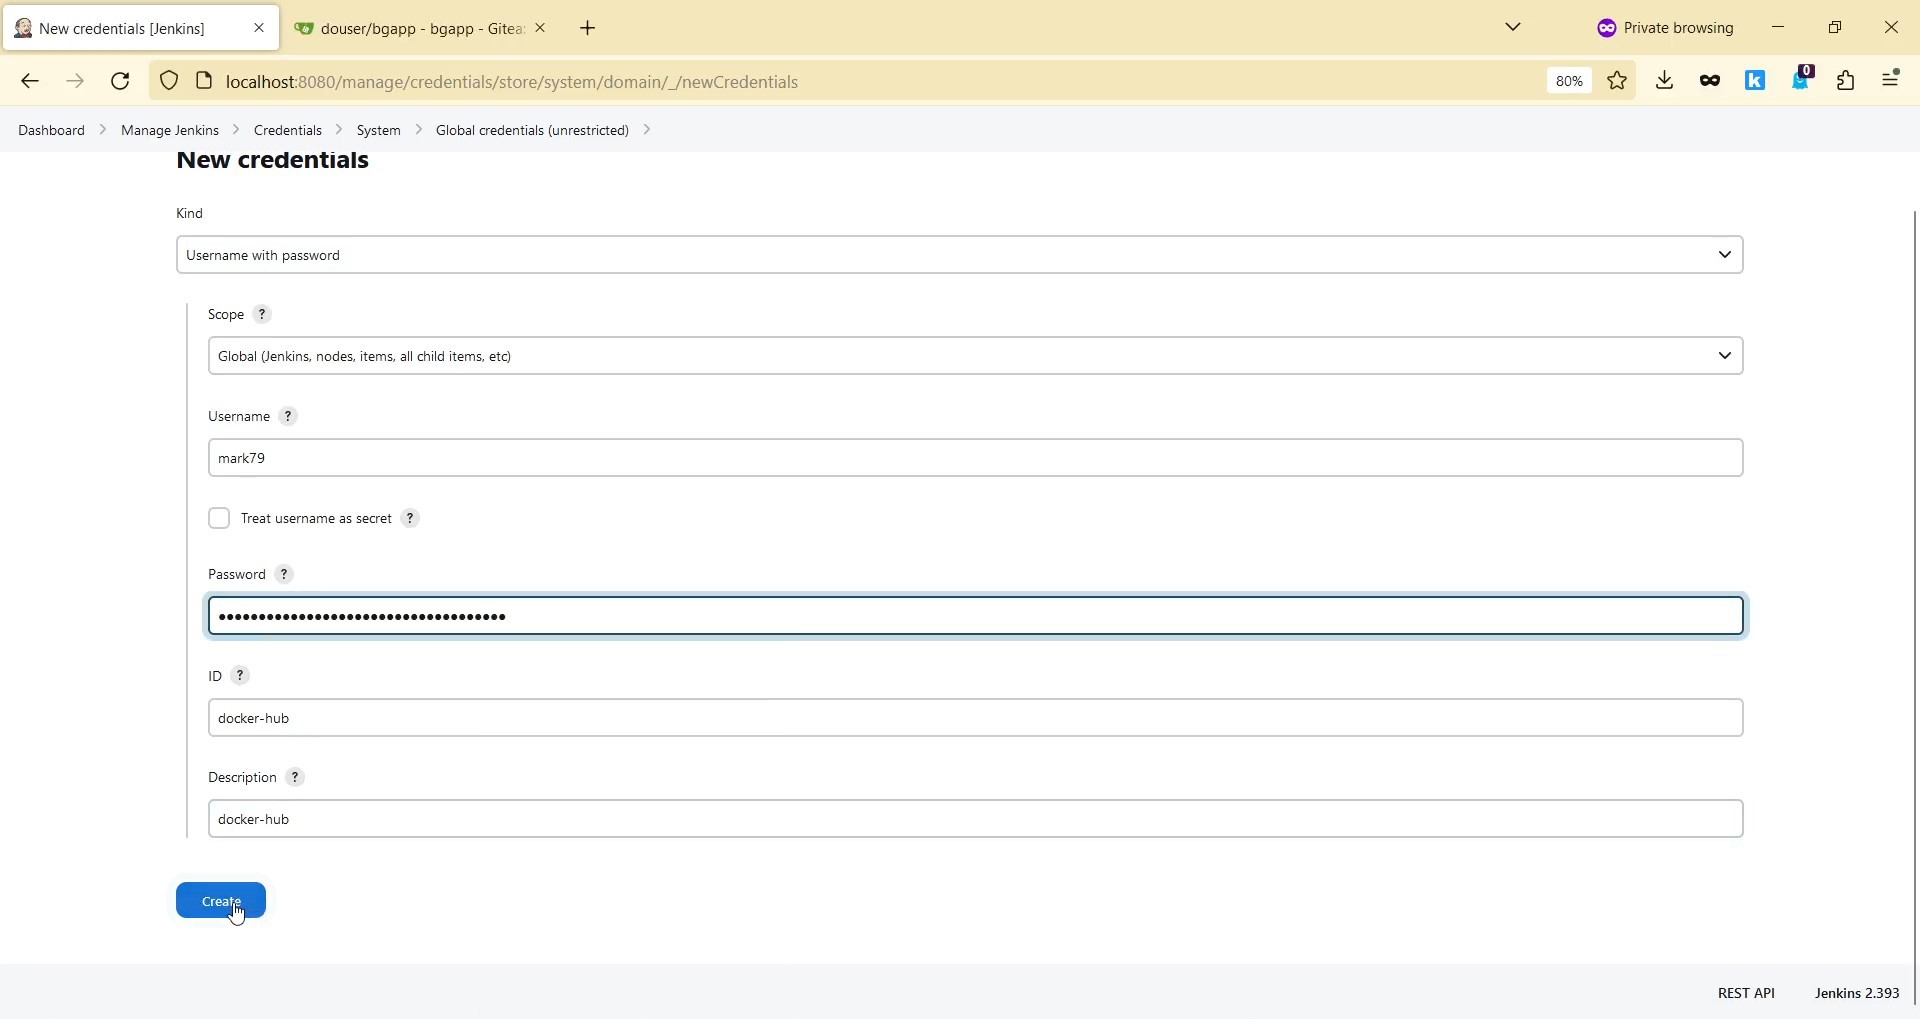 New credentials [Jenkins]
douser/bgapp - bgapp - Gitea:
Private browsing
localhost:8080/manage/credentials/store/system/domain/_/newCredentials
80%
k
0
Dashboard
Manage Jenkins
Credentials
System
Global credentials (unrestricted)
New credentials
Kind
Username with password
Scope ?
Global (Jenkins, nodes, items, all child items, etc)
Username ?
mark79
Treat username as secret ?
Password ?
••••••••••••••••••••••••••••••••••••
ID ?
docker-hub
Description ?
docker-hub
Create
REST API
Jenkins 2.393